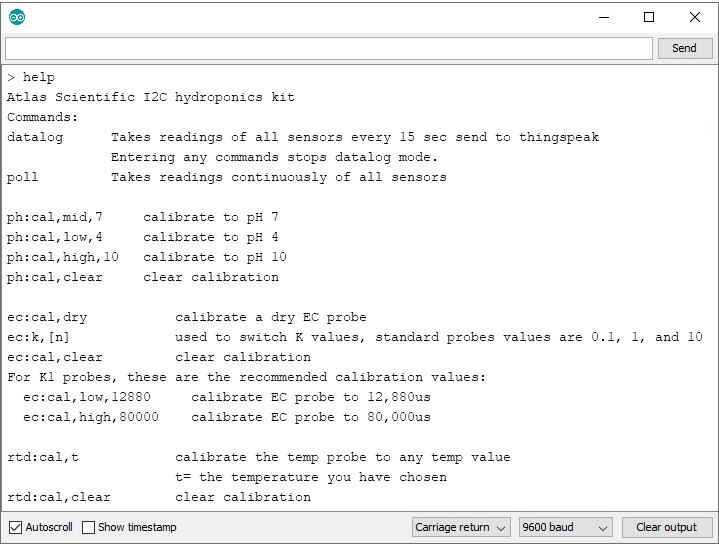 Send
> help
Atlas Scientific I2C hydroponics kit
Commands:
datalog      Takes readings of all sensors every 15 sec send to thingspeak
             Entering any commands stops datalog mode.
poll         Takes readings continuously of all sensors
ph:cal,mid,7     calibrate to pH 7
ph:cal,low,4     calibrate to pH 4
ph:cal,high,10   calibrate to pH 10
ph:cal,clear     clear calibration
ec:cal,dry           calibrate a dry EC probe
ec:k,[n]             used to switch K values, standard probes values are 0.1, 1, and 10
ec:cal,clear         clear calibration
For K1 probes, these are the recommended calibration values:
  ec:cal,low,12880     calibrate EC probe to 12,880us
  ec:cal,high,80000    calibrate EC probe to 80,000us
rtd:cal,t            calibrate the temp probe to any temp value
                     t= the temperature you have chosen
rtd:cal,clear        clear calibration
Autoscroll Show timestamp Carriage return 9600 baud Clear output